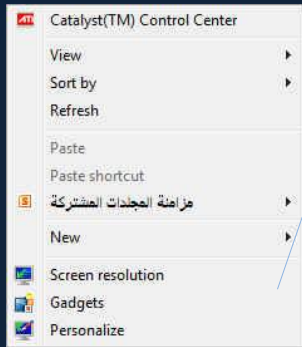 Catalyst(TM) Control Center
View
Sort by
Refresh
Paste
Paste shortcut
مزامنة المجلدات المشتركة
New
Screen resolution
Gadgets
Personalize